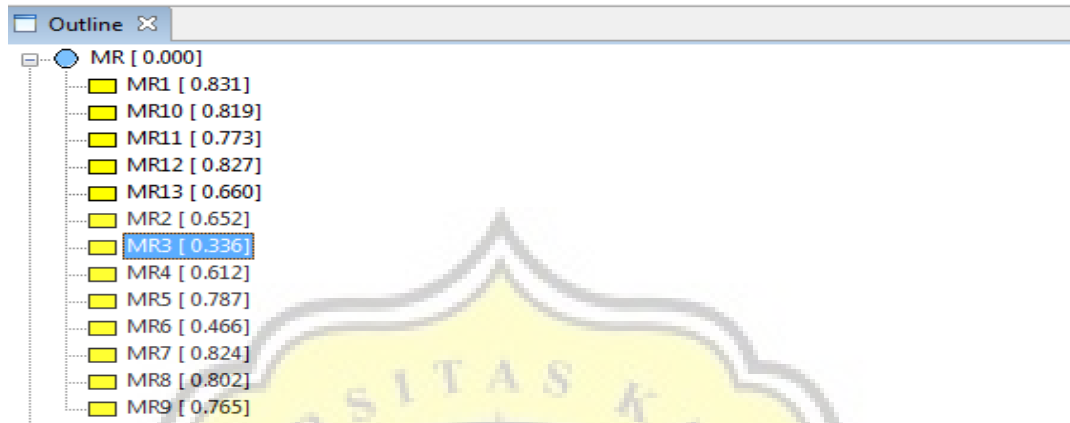 Outline
MR [ 0.000]
MR1 [ 0.831]
MR10 [ 0.819]
MR11 [ 0.773]
MR12 [ 0.827]
MR13 [ 0.660]
MR2 [ 0.652]
MR3 [ 0.336]
MR4 [ 0.612]
MR5 [ 0.787]
MR6 [ 0.466]
MR7 [ 0.824]
MR8 [ 0.802]
MR9 [ 0.765]
SITAS K